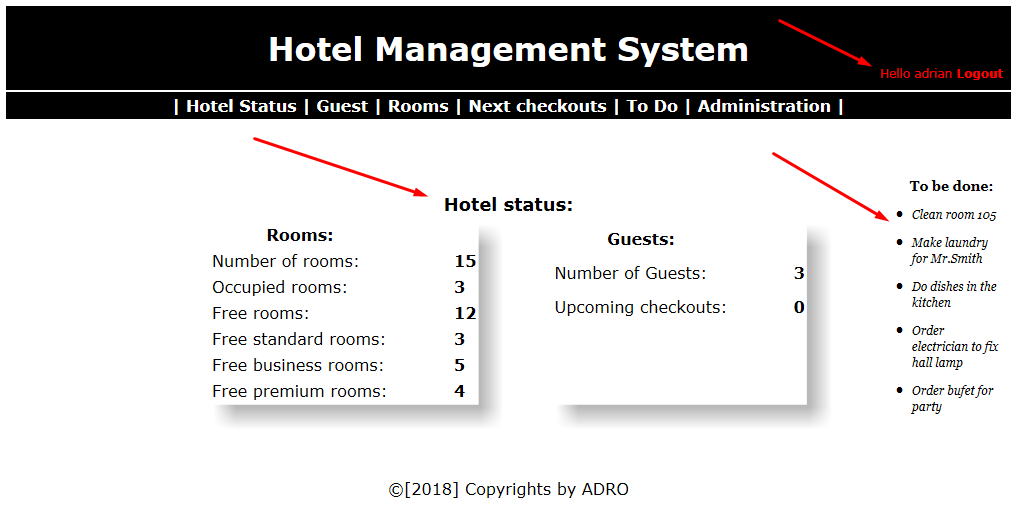 Hotel Management System
Hello adrian Logout
| Hotel Status | Guest | Rooms | Next checkouts | To Do | Administration |
Hotel status:
Rooms:
Number of rooms: 15
Occupied rooms: 3
Free rooms: 12
Free standard rooms: 3
Free business rooms: 5
Free premium rooms: 4
Guests:
Number of Guests: 3
Upcoming checkouts: 0
To be done:
• Clean room 105
• Make laundry
for Mr.Smith
• Do dishes in the
kitchen
• Order
electrician to fix
hall lamp
• Order bufet for
party
©[2018] Copyrights by ADRO